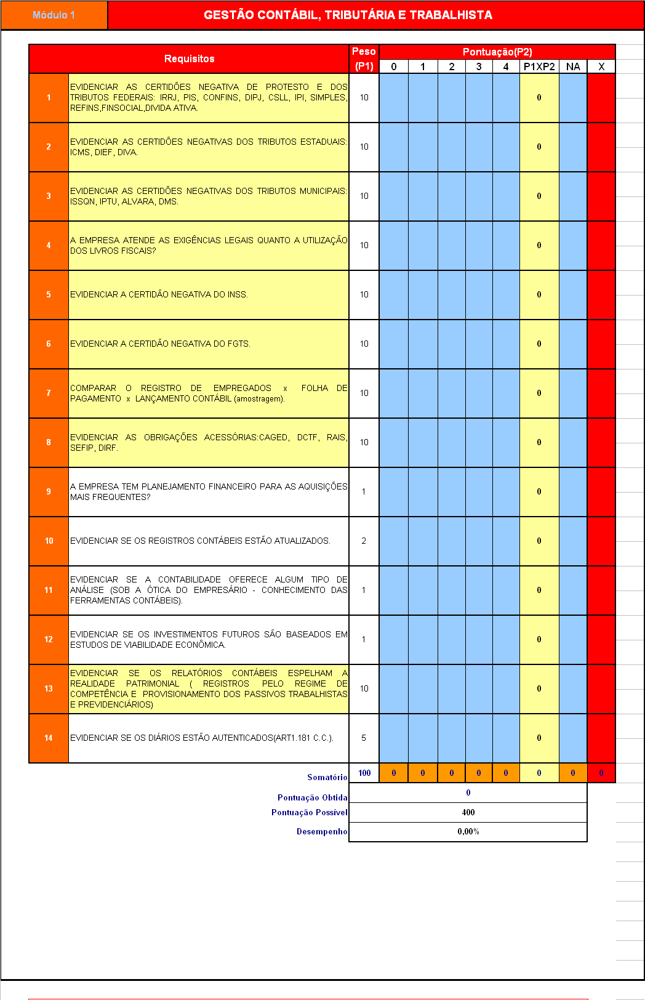 Módulo 1
GESTÃO CONTÁBIL, TRIBUTÁRIA E TRABALHISTA
Requisitos
Peso
(P1)
Pontuação(P2)
0 1 2 3 4 P1XP2 NA X
1
EVIDENCIAR AS CERTIDÕES NEGATIVA DE PROTESTO E DOS
TRIBUTOS FEDERAIS: IRRJ, PIS, CONFINS, DIPJ, CSLL, IPI, SIMPLES,
REFINS,FINSOCIAL,DIVIDA ATIVA.
10 0
2
EVIDENCIAR AS CERTIDÕES NEGATIVAS DOS TRIBUTOS ESTADUAIS:
ICMS, DIEF, DIVA.
10 0
3
EVIDENCIAR AS CERTIDÕES NEGATIVAS DOS TRIBUTOS MUNICIPAIS:
ISSQN, IPTU, ALVARA, DMS.
10 0
4
A EMPRESA ATENDE AS EXIGÊNCIAS LEGAIS QUANTO A UTILIZAÇÃO
DOS LIVROS FISCAIS?
10 0
5 EVIDENCIAR A CERTIDÃO NEGATIVA DO INSS. 10 0
6 EVIDENCIAR A CERTIDÃO NEGATIVA DO FGTS. 10 0
7
COMPARAR O REGISTRO DE EMPREGADOS x FOLHA DE
PAGAMENTO x LANÇAMENTO CONTÁBIL (amostragem).
10 0
8
EVIDENCIAR AS OBRIGAÇÕES ACESSÓRIAS:CAGED, DCTF, RAIS,
SEFIP, DIRF.
10 0
9
A EMPRESA TEM PLANEJAMENTO FINANCEIRO PARA AS AQUISIÇÕES
MAIS FREQUENTES?
1 0
10 EVIDENCIAR SE OS REGISTROS CONTÁBEIS ESTÃO ATUALIZADOS. 2 0
11
EVIDENCIAR SE A CONTABILIDADE OFERECE ALGUM TIPO DE
ANÁLISE (SOB A ÓTICA DO EMPRESÁRIO - CONHECIMENTO DAS
FERRAMENTAS CONTÁBEIS).
1 0
12
EVIDENCIAR SE OS INVESTIMENTOS FUTUROS SÃO BASEADOS EM
ESTUDOS DE VIABILIDADE ECONÔMICA.
1 0
13
EVIDENCIAR SE OS RELATÓRIOS CONTÁBEIS ESPELHAM A
REALIDADE PATRIMONIAL ( REGISTROS PELO REGIME DE
COMPETÊNCIA E PROVISIONAMENTO DOS PASSIVOS TRABALHISTAS
E PREVIDENCIÁRIOS)
10 0
14 EVIDENCIAR SE OS DIÁRIOS ESTÃO AUTENTICADOS(ART1.181 C.C.). 5 0
Somatório 100 0 0 0 0 0 0 0 0
Pontuação Obtida 0
Pontuação Possível 400
Desempenho 0,00%